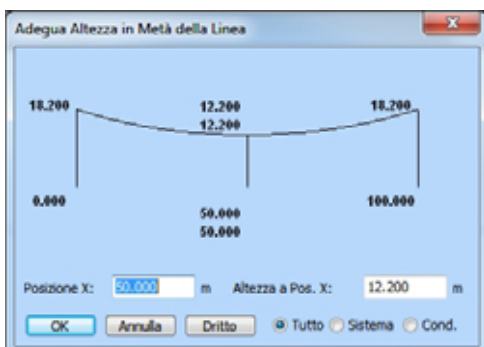 Adegua Altezza in Metà della Linea
18.200 12.200 18.200
12.200
0.000 50.000 100.000
50.000
Posizione X: 50.000 m Altezza a Pos. X: 12.200 m
OK Annulla Dritto Tutto Sistema Cond.